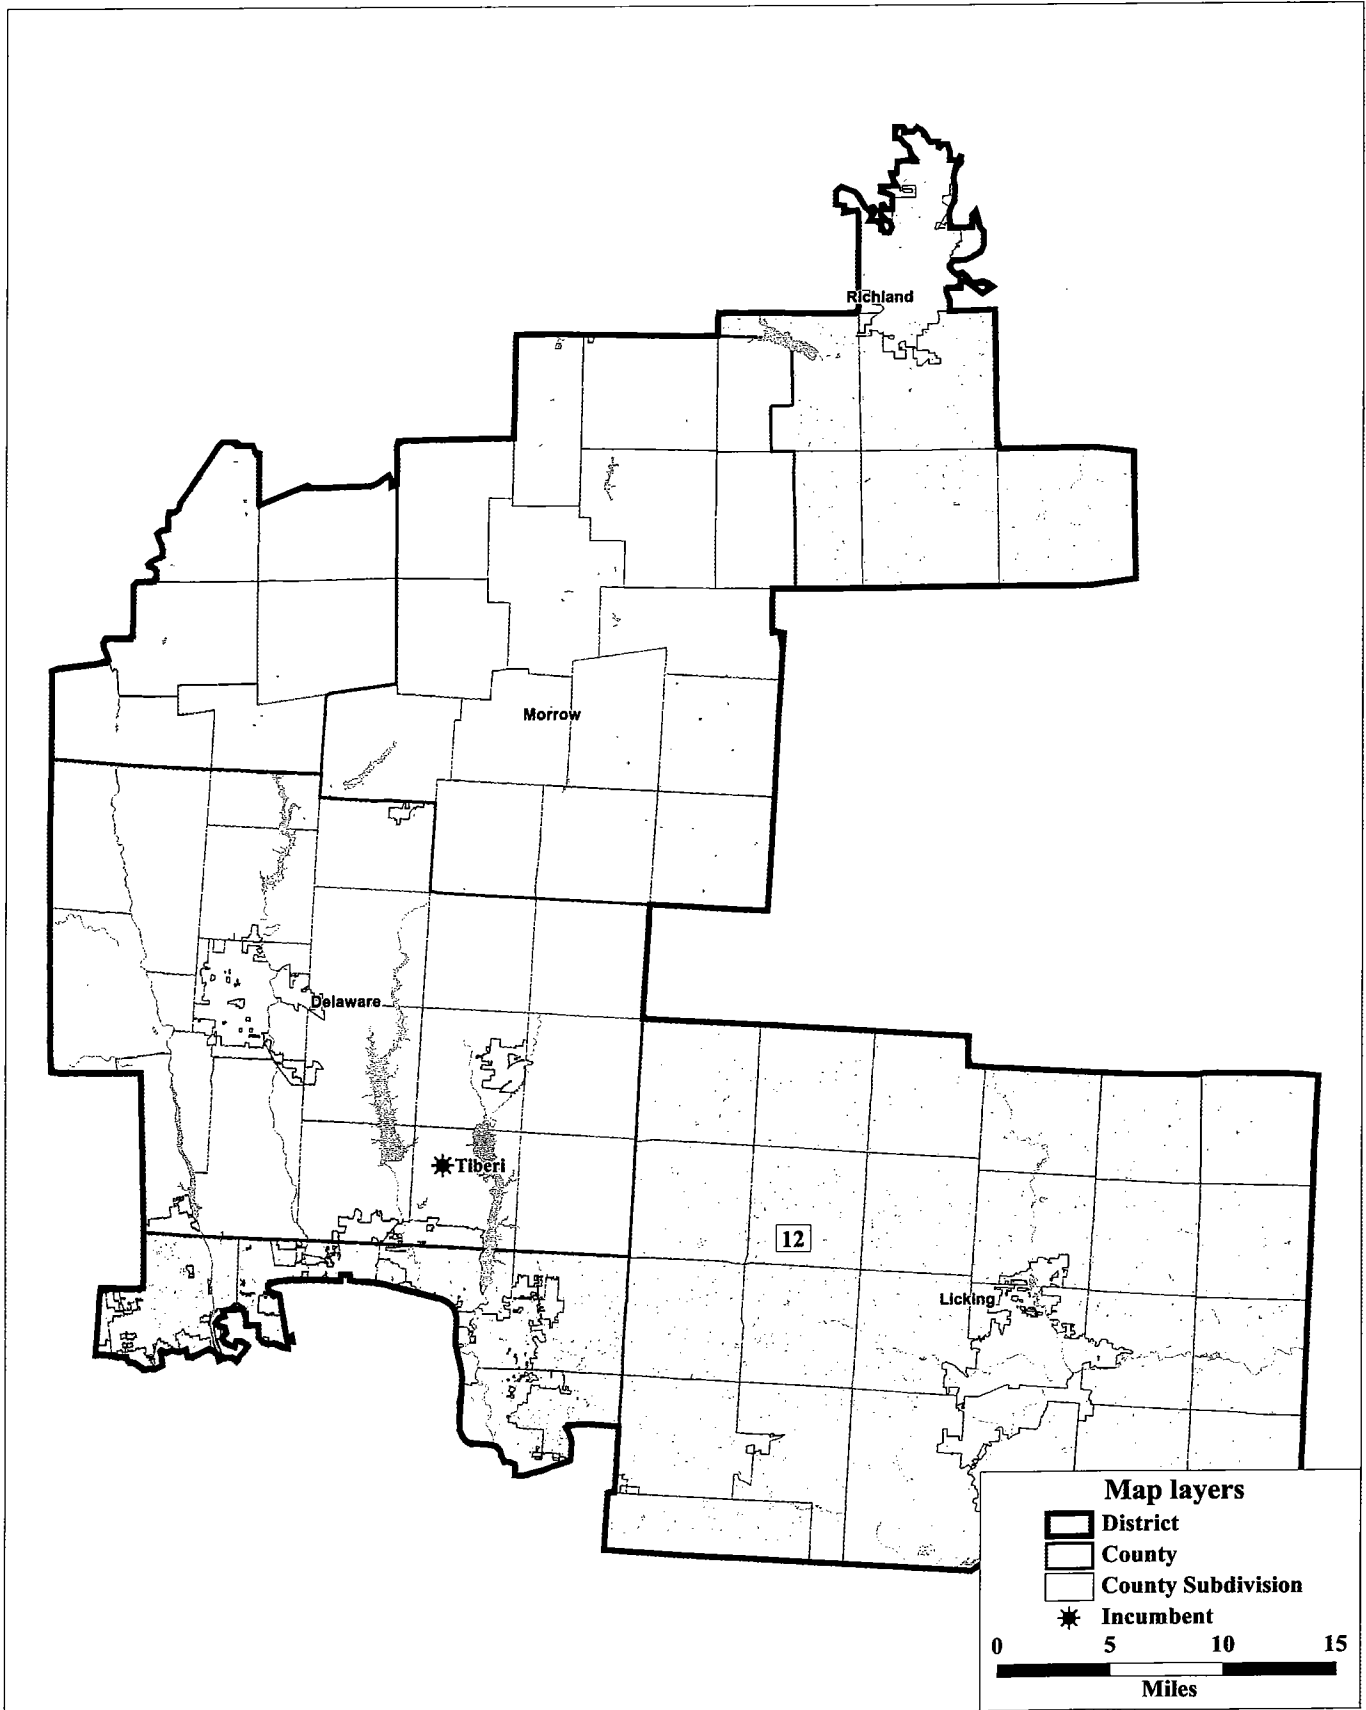 Richland
Morrow
Delaware
Tiberi
12
Licking
Map layers
District
County
County Subdivision
Incumbent
0 5 10 15
Miles